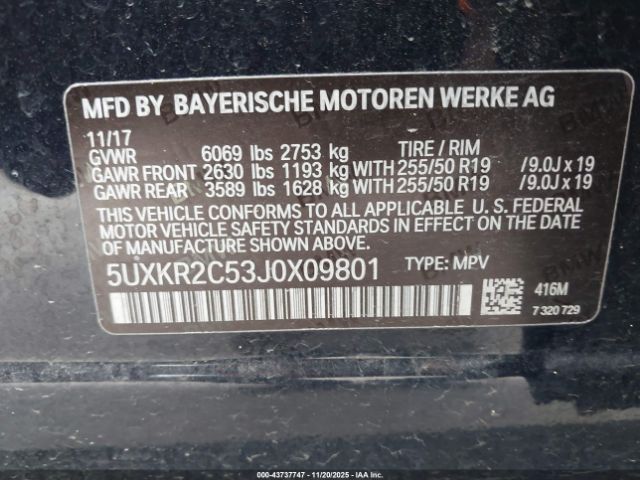 MFD BY BAYERISCHE MOTOREN WERKE AG
11/17
GVWR 6069 lbs 2753 kg TIRE / RIM
GAWR FRONT 2630 lbs 1193 kg WITH 255/50 R19 /9.0J x 19
GAWR REAR 3589 lbs 1628 kg WITH 255/50 R19 /9.0J x 19
THIS VEHICLE CONFORMS TO ALL APPLICABLE U. S. FEDERAL
MOTOR VEHICLE SAFETY STANDARDS IN EFFECT ON THE DATE OF
MANUFACTURE SHOWN ABOVE.
5UXKR2C53J0X09801 TYPE: MPV
416M
7 320 729
IAA 43737747 - 11/20/2025 - IAAI.COM